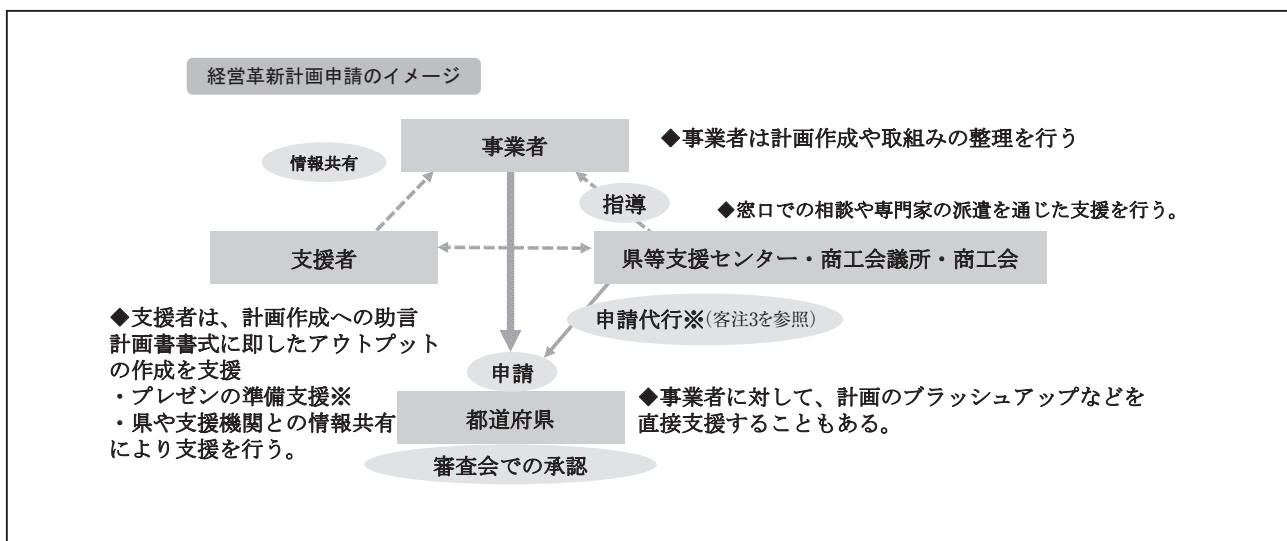 経営革新計画申請のイメージ
事業者
◆事業者は計画作成や取組みの整理を行う
情報共有
指導
◆窓口での相談や専門家の派遣を通じた支援を行う。
支援者
県等支援センター・商工会議所・商工会
◆支援者は、計画作成への助言
計画書書式に即したアウトプット
の作成を支援
・プレゼンの準備支援※
・県や支援機関との情報共有
により支援を行う。
申請代行※(客注3を参照)
申請
都道府県
◆事業者に対して、計画のブラッシュアップなどを
直接支援することもある。
審査会での承認